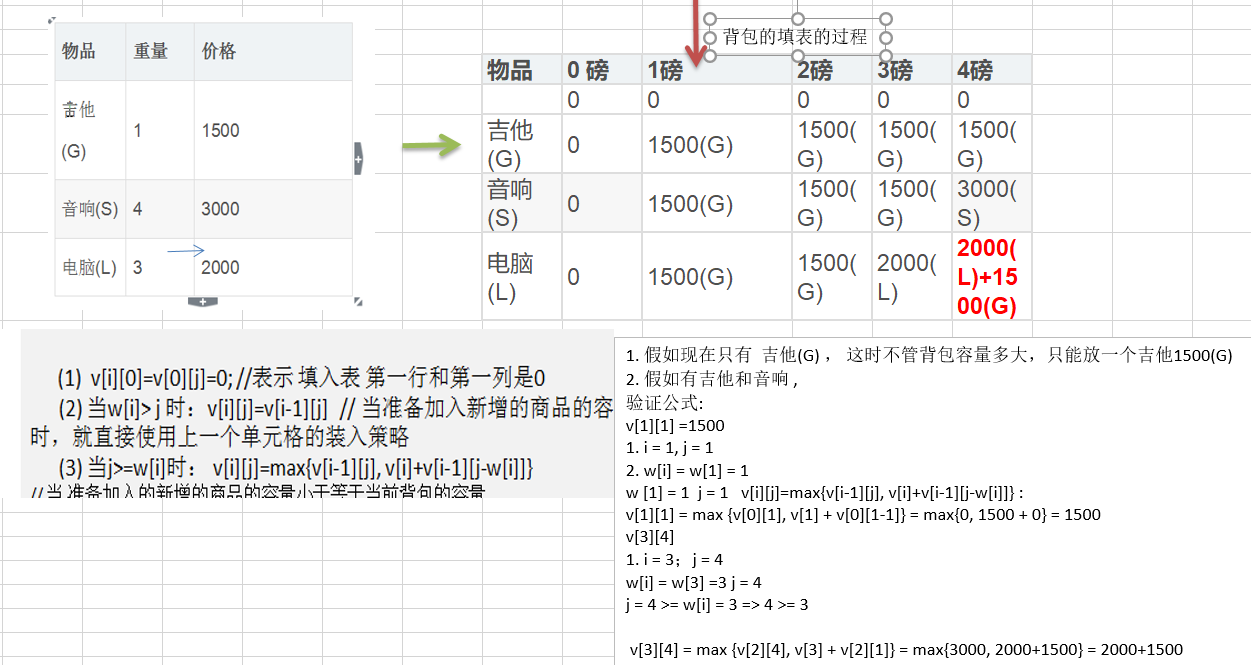 物品 重量 价格
吉他
(G)
1 1500
音响(S) 4 3000
电脑(L) 3 2000
背包的填表的过程
物品 0 磅 1磅 2磅 3磅 4磅
0 0 0 0 0
吉他
(G)
0 1500(G) 1500(
G) 1500(
G) 1500(
G)
音响
(S)
0 1500(G) 1500(
G) 1500(
G) 3000(
S)
电脑
(L)
0 1500(G) 1500(
G) 2000(
L) 2000(
L)+15
00(G)
(1) v[i][0]=v[0][j]=0; //表示 填入表 第一行和第一列是0
(2) 当w[i]> j 时：v[i][j]=v[i-1][j] // 当准备加入新增的商品的容
时，就直接使用上一个单元格的装入策略
(3) 当j>=w[i]时： v[i][j]=max{v[i-1][j], v[i]+v[i-1][j-w[i]]}
// 当 准备加入的新增的商品的容量小于等于当前背包的容量
1. 假如现在只有 吉他(G) ， 这时不管背包容量多大，只能放一个吉他1500(G)
2. 假如有吉他和音响 ,
验证公式:
v[1][1] =1500
1. i = 1, j = 1
2. w[i] = w[1] = 1
w [1] = 1 j = 1 v[i][j]=max{v[i-1][j], v[i]+v[i-1][j-w[i]]} :
v[1][1] = max {v[0][1], v[1] + v[0][1-1]} = max{0, 1500 + 0} = 1500
v[3][4]
1. i = 3；j = 4
w[i] = w[3] =3 j = 4
j = 4 >= w[i] = 3 => 4 >= 3
v[3][4] = max {v[2][4], v[3] + v[2][1]} = max{3000, 2000+1500} = 2000+1500